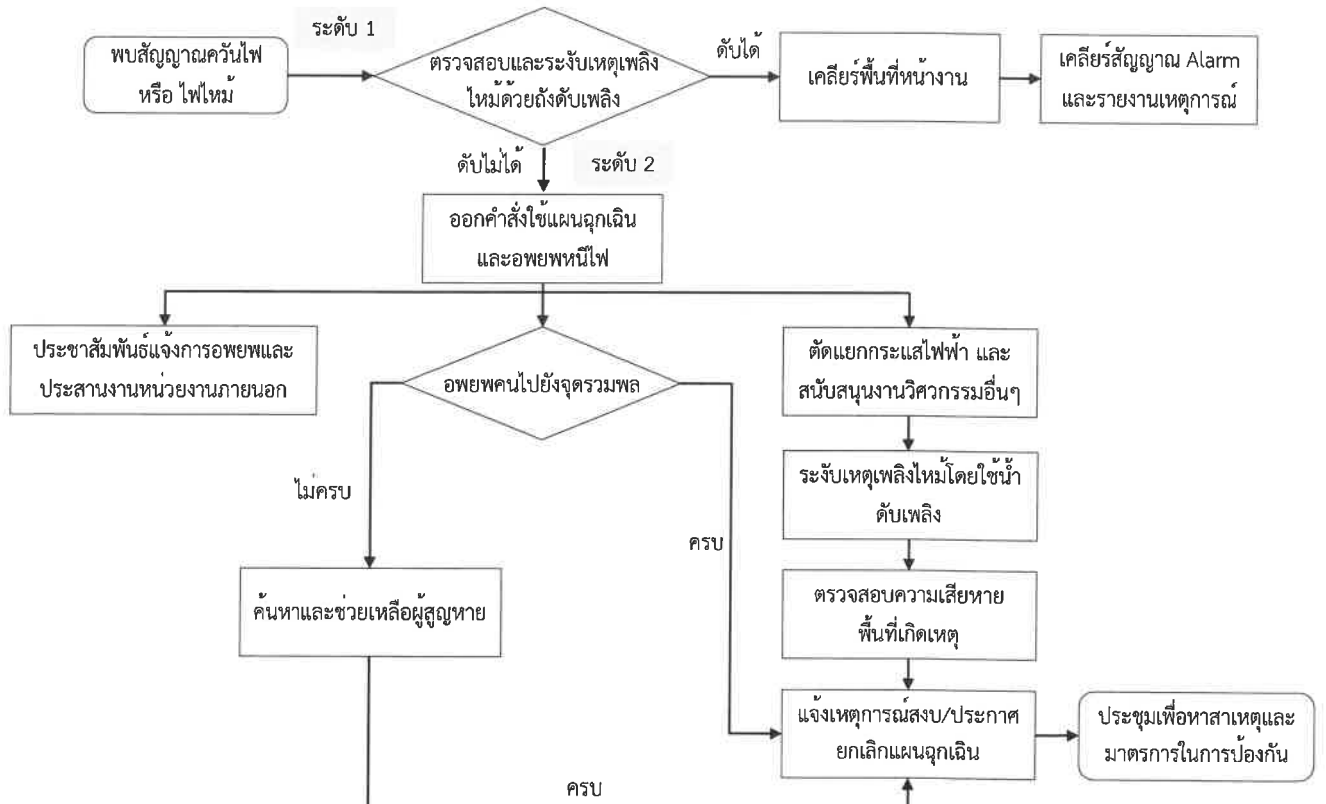 ระดับ 1
พบสัญญาณควันไฟ
หรือ ไฟไหม้
ตรวจสอบและระงับเหตุเพลิง
ไหม้ด้วยถังดับเพลิง
ดับได้
เคลียร์พื้นที่หน้างาน
เคลียร์สัญญาณ Alarm
และรายงานเหตุการณ์
ดับไม่ได้
ระดับ 2
ออกคำสั่งใช้แผนฉุกเฉิน
และอพยพหนีไฟ
ประชาสัมพันธ์แจ้งการอพยพและ
ประสานงานหน่วยงานภายนอก
อพยพคนไปยังจุดรวมพล
ตัดแยกกระแสไฟฟ้า และ
สนับสนุนงานวิศวกรรมอื่นๆ
ไม่ครบ
ครบ
ระงับเหตุเพลิงไหม้โดยใช้น้ำ
ดับเพลิง
ค้นหาและช่วยเหลือผู้สูญหาย
ตรวจสอบความเสียหาย
พื้นที่เกิดเหตุ
แจ้งเหตุการณ์สงบ/ประกาศ
ยกเลิกแผนฉุกเฉิน
ประชุมเพื่อหาสาเหตุและ
มาตรการในการป้องกัน
ครบ